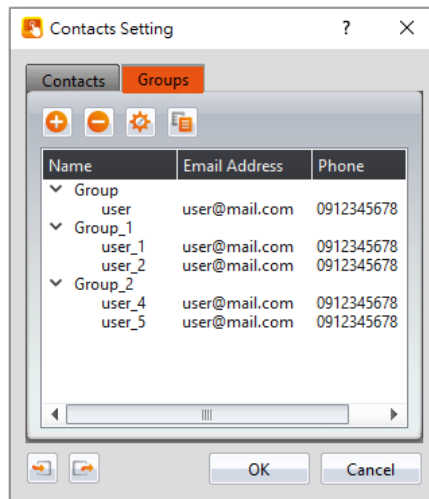 Contacts Setting ?
Contacts Groups
Name Email Address Phone
Group
user user@mail.com 0912345678
Group_1
user_1 user@mail.com 0912345678
user_2 user@mail.com 0912345678
Group_2
user_4 user@mail.com 0912345678
user_5 user@mail.com 0912345678
OK Cancel